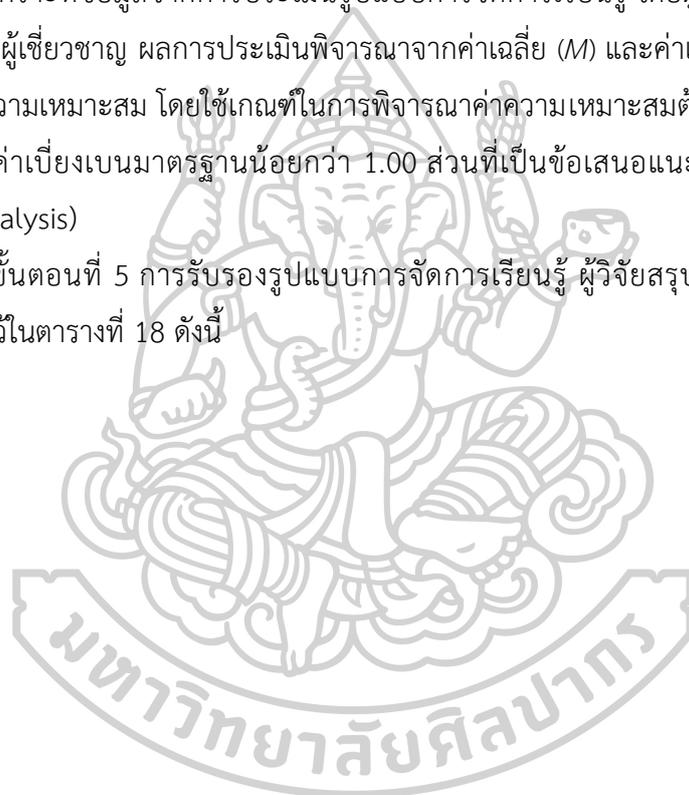 ผู้เชี่ยวชาญ ผลการประเมินพิจารณาจากค่าเฉลี่ย (M) และ
ความเหมาะสม โดยใช้เกณฑ์ในการพิจารณาค่าความเหมาะสม
ค่าเบี่ยงเบนมาตรฐานน้อยกว่า 1.00 ส่วนที่เป็นข้อเสนอแนะ
alysis)
ขั้นตอนที่ 5 การรับรองรูปแบบการจัดการเรียนรู้ ผู้วิจัยสรุป
ในตารางที่ 18 ดังนี้
มหาวิทยาลัยศิลปากร